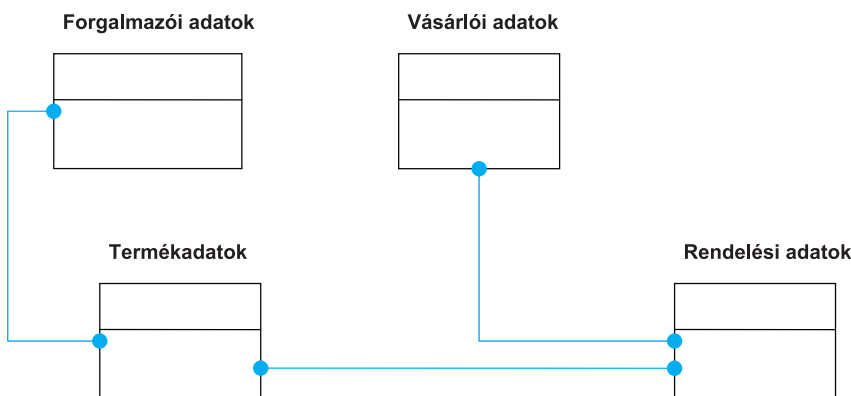 Forgalmazói adatok
Vásárlói adatok
Termékadatok
Rendelési adatok